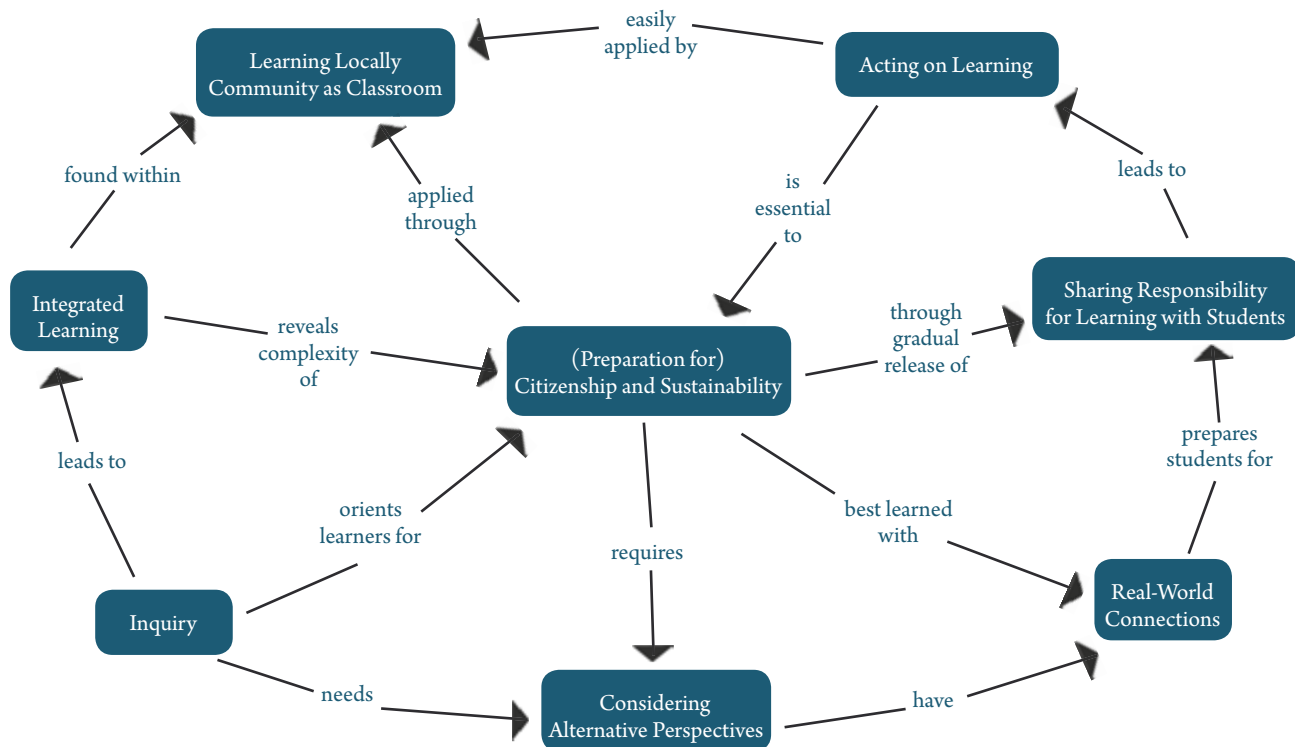 easily
applied by
Learning Locally
Community as Classroom
Acting on Learning
found within
applied
through
is
essential
to
leads to
Integrated
Learning
reveals
complexity
of
(Preparation for)
Citizenship and Sustainability
through
gradual
release of
Sharing Responsibility
for Learning with Students
leads to
orients
learners for
requires
best learned
with
prepares
students for
Inquiry
Real-World
Connections
needs
Considering
Alternative Perspectives
have